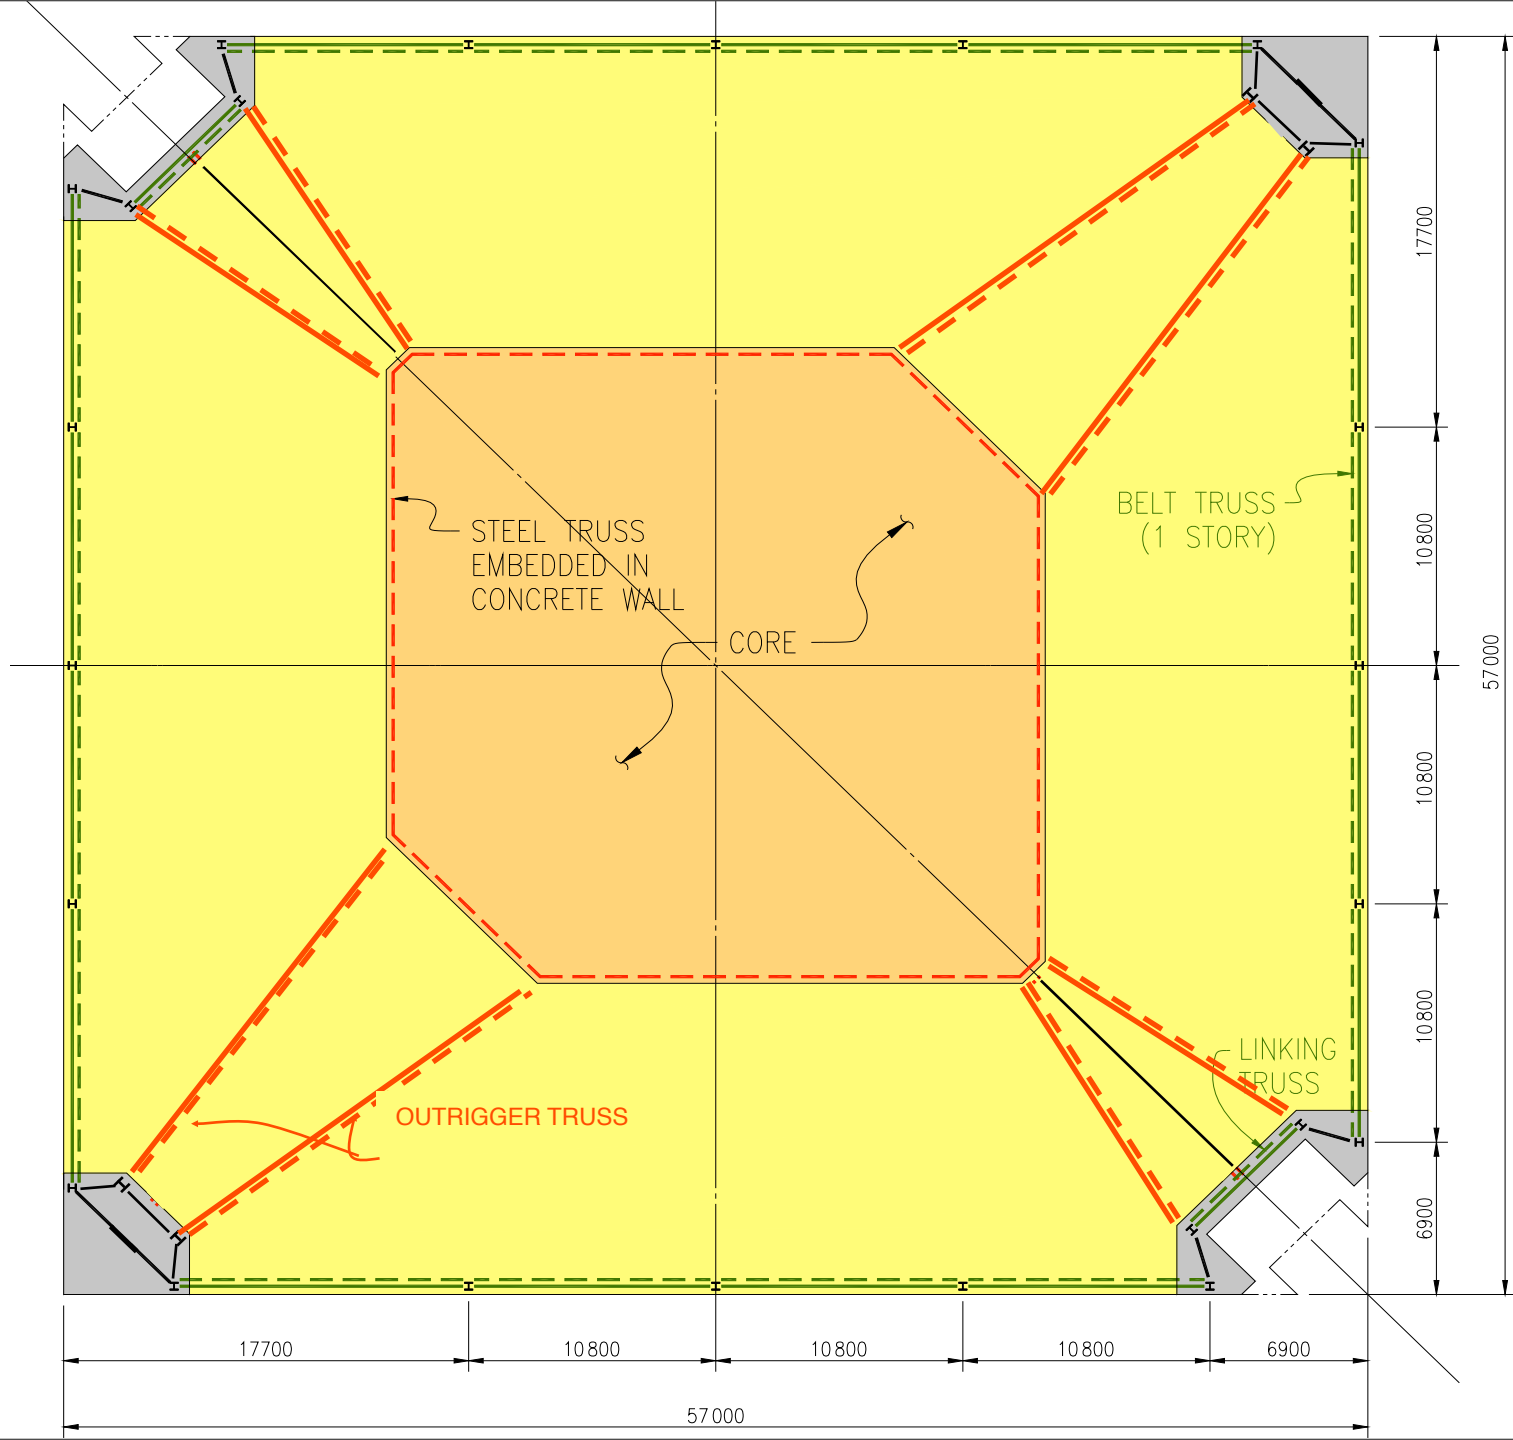 17700
BELT TRUSS
(1 STORY)
STEEL TRUSS
EMBEDDED IN
CONCRETE WALL
10800
CORE
57000
10800
10800
LINKING
TRUSS
OUTRIGGER TRUSS
6900
17700
10800
10800
10800
6900
57000